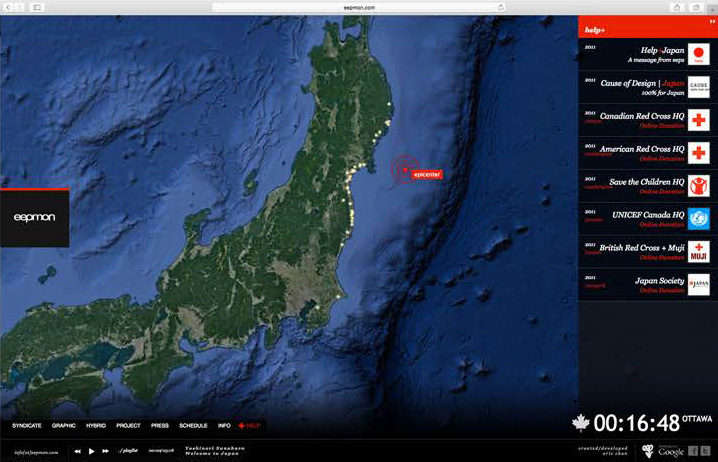 eepmon.com
help+
2011
Help+Japan
A message from eeps
2011
Cause of Design | Japan
100% for Japan
CAUSE
2011
Canadian Red Cross HQ
Online Donation
2011
American Red Cross HQ
Online Donation
2011
Save the Children HQ
Online Donation
2011
UNICEF Canada HQ
Online Donation
2011
British Red Cross + Muji
Online Donation
MUJI
2011
Japan Society
Online Donation
JAPAN
epicenter
eepmon
00:16:48 OTTAWA
SYNDICATE GRAPHIC HYBRID PROJECT PRESS SCHEDULE INFO + HELP
info[a]eepmon.com
./playlist
Yoshinori Sunahara
Welcome to Japan
created/developed
eric chan
Google